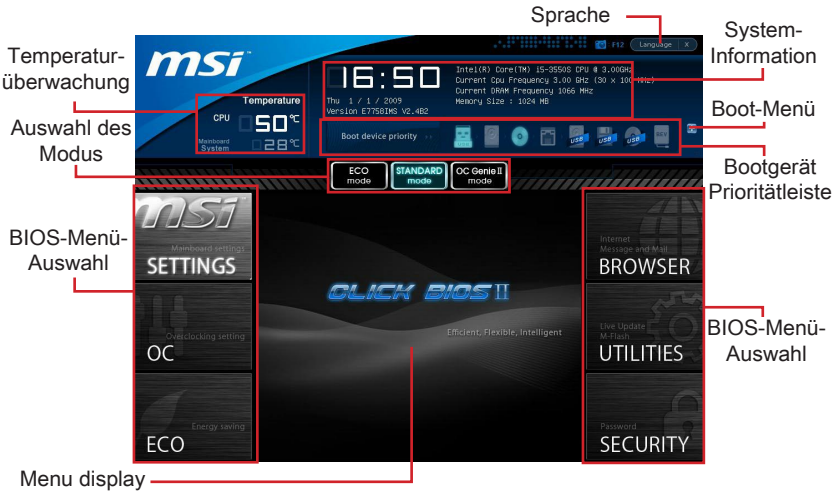 Sprache
System-
Information
Temperatur-
überwachung
Auswahl des
Modus
BIOS-Menü-
Auswahl
Boot-Menü
Bootgerät
Prioritätleiste
BIOS-Menü-
Auswahl
Menu display
msi
F12 Language X
Temperature
CPU 50°C
Mainboard
System 28°C
16:50
Thu 1 / 1 / 2009
Version E7758IMS V2.4B2
Intel(R) Core(TM) i5-3550S CPU @ 3.00GHz
Current Cpu Frequency 3.00 GHz (30 x 100 MHz)
Current DRAM Frequency 1066 MHz
Memory Size : 1024 MB
Boot device priority
USB
USB
USB
ECO
mode
STANDARD
mode
OC Genie II
mode
msi
Mainboard settings
SETTINGS
Overclocking setting
OC
Energy saving
ECO
CLICK BIOS II
Efficient, Flexible, Intelligent
Internet
Message and Mail
BROWSER
Live Update
M-Flash
UTILITIES
Password
SECURITY